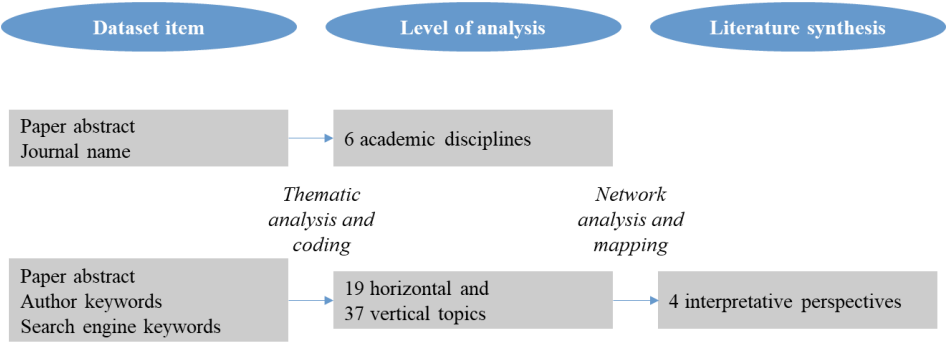 Dataset item
Level of analysis
Literature synthesis
Paper abstract
Journal name
6 academic disciplines
Thematic
analysis and
coding
Network
analysis and
mapping
Paper abstract
Author keywords
Search engine keywords
19 horizontal and
37 vertical topics
4 interpretative perspectives